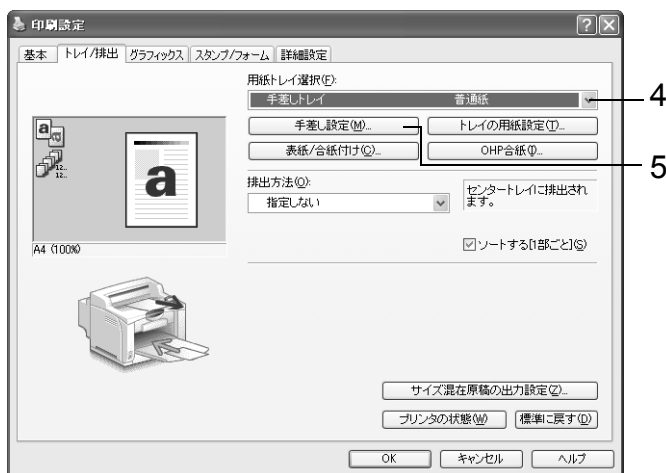 印刷設定
基本 トレイ/排出 グラフィックス スタンプ/フォーム 詳細設定
用紙トレイ選択(F):
手差しトレイ 普通紙
4
手差し設定(M)... トレイの用紙設定(T)...
表紙/合紙付け(C)... OHP合紙(I)...
5
排出方法(O):
指定しない
センタートレイに排出され
ます。
ソートする[1部ごと](S)
a
a
12..
12..
a
A4 (100%)
サイズ混在原稿の出力設定(Z)...
プリンタの状態(W) 標準に戻す(D)
OK キャンセル ヘルプ